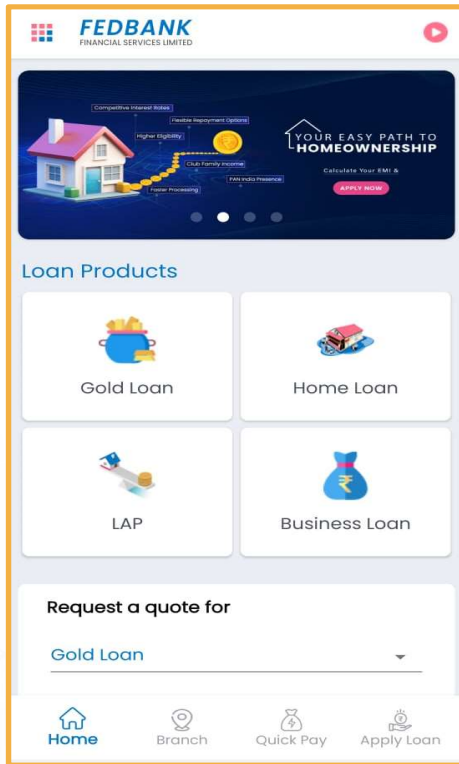 FEDBANK
FINANCIAL SERVICES LIMITED
Competitive Interest Rates
Flexible Repayment Options
Higher Eligibility
Club Family Income
PAN India Presence
Faster Processing
YOUR EASY PATH TO
HOMEOWNERSHIP
Calculate Your EMI &
APPLY NOW
Loan Products
Gold Loan
Home Loan
LAP
Business Loan
Request a quote for
Gold Loan
Home
Branch
Quick Pay
Apply Loan